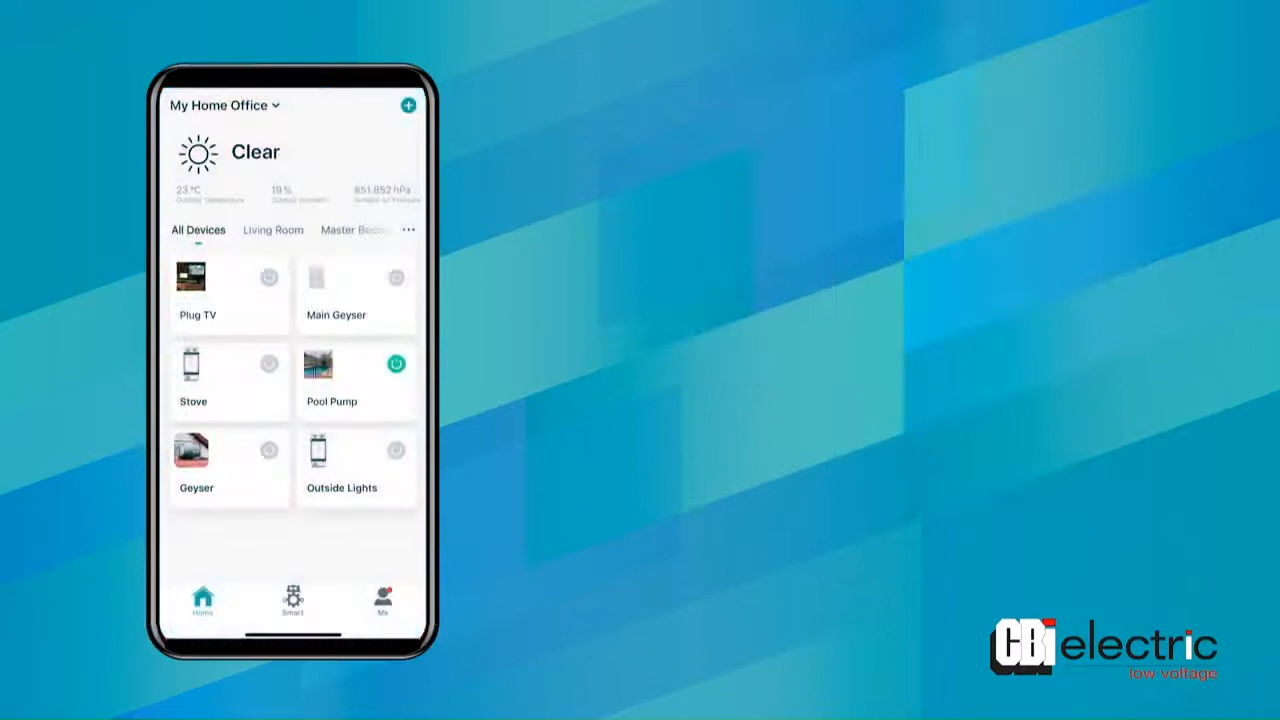 My Home Office
Clear
23 °C
19 %
851.852 hPa
All Devices
Living Room
Master
Plug TV
Main Geyser
Stove
Pool Pump
Geyser
Outside Lights
Home
Smart
Me
CBi electric
low voltage